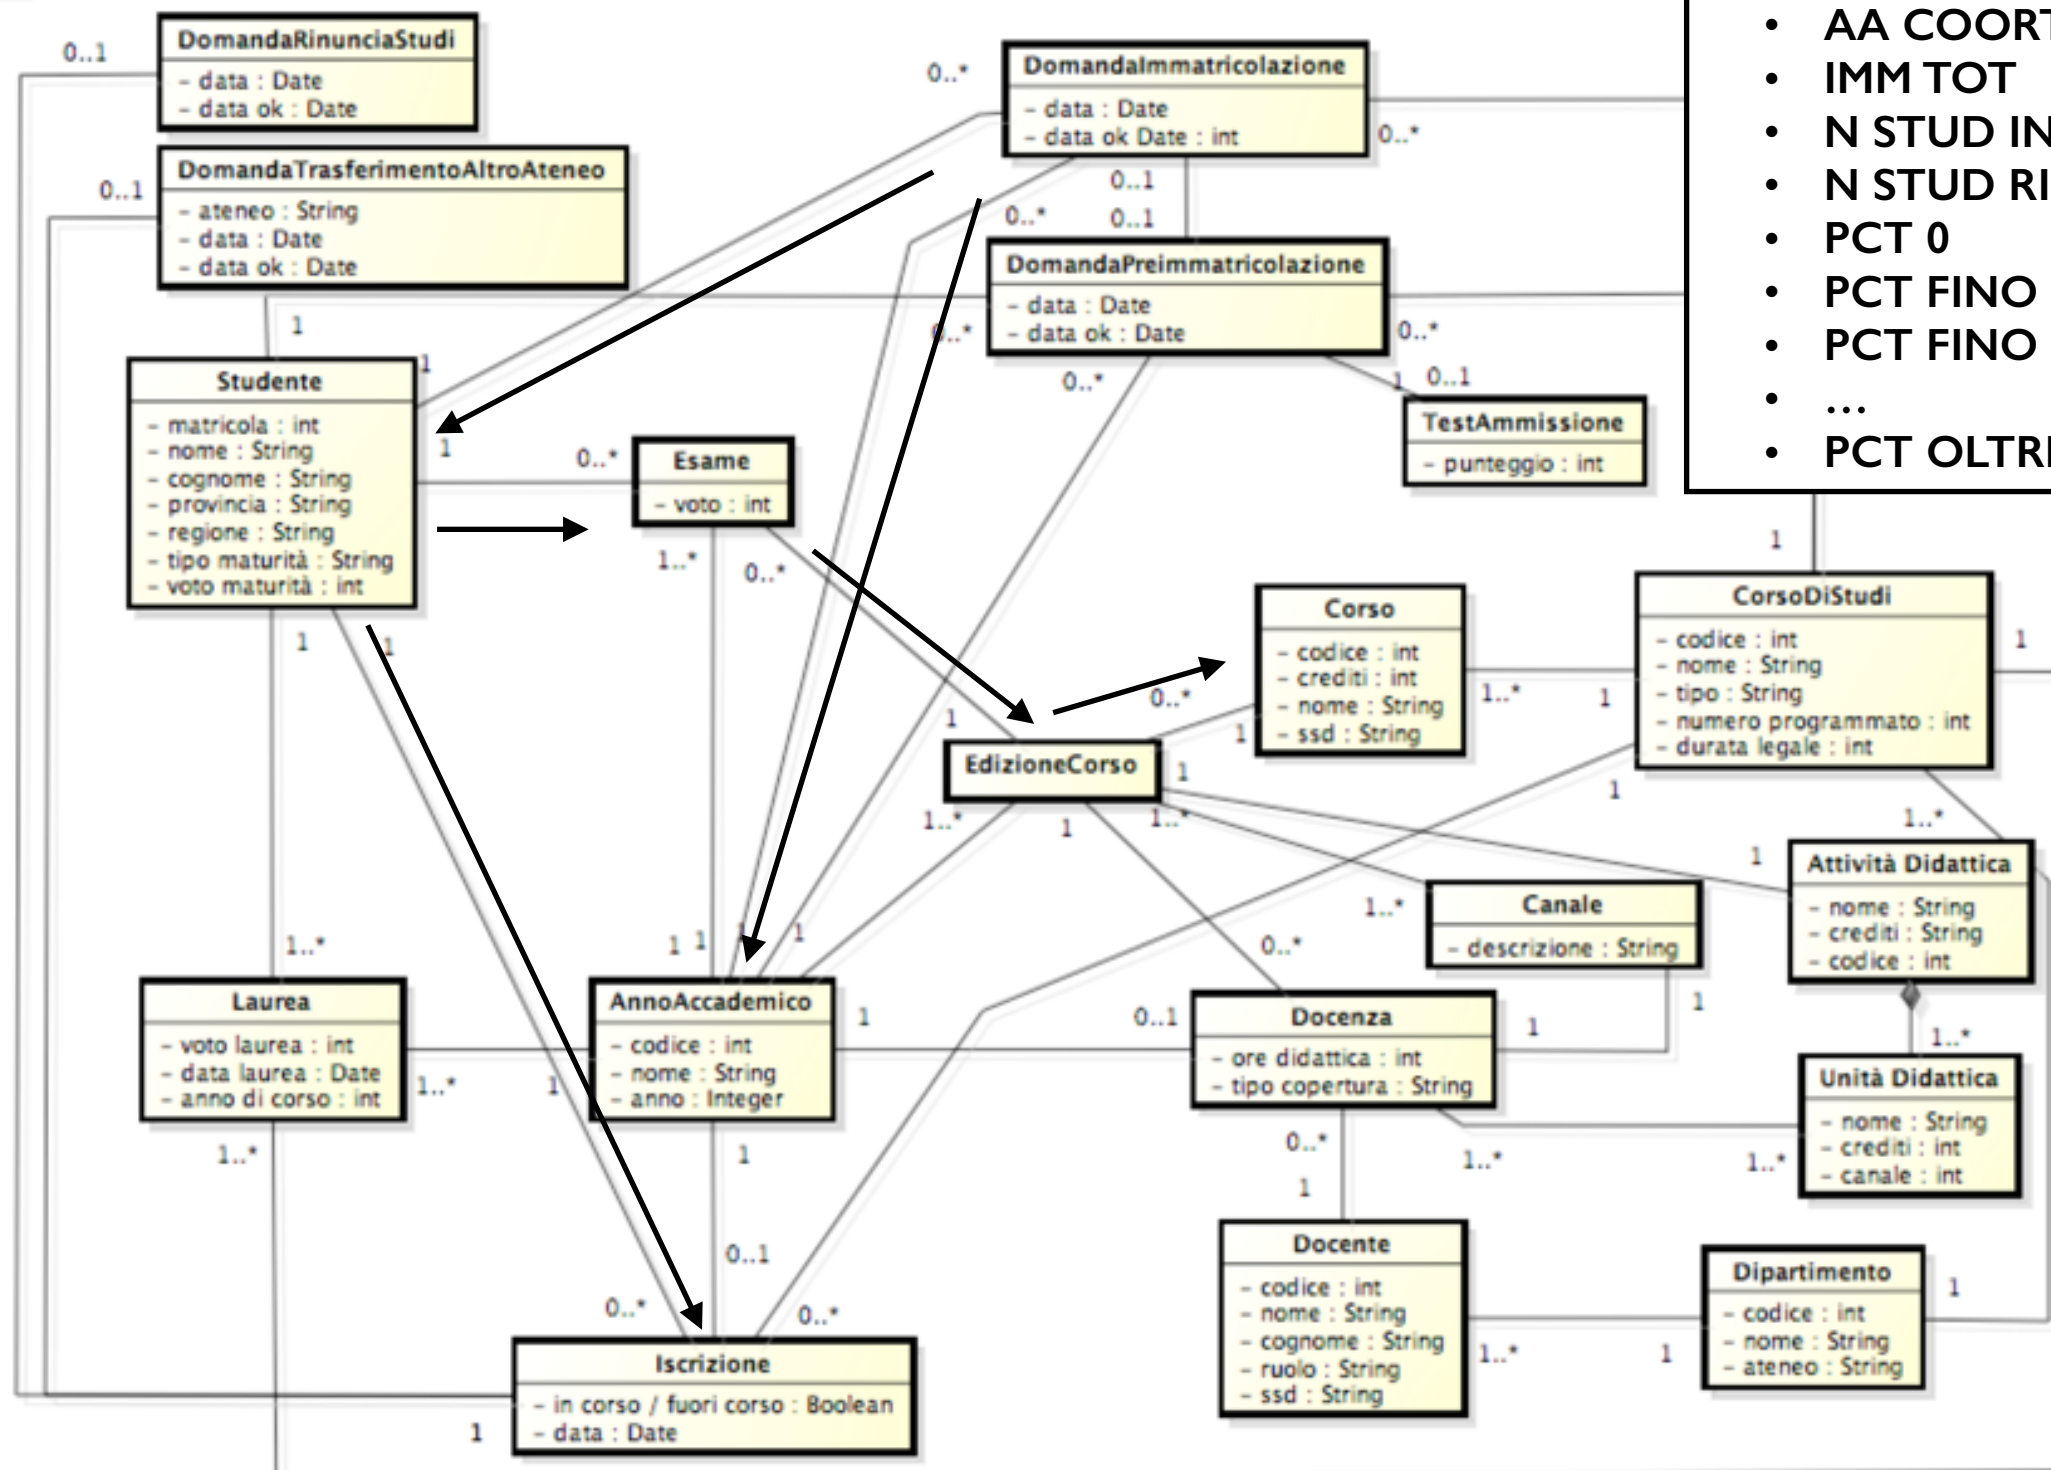 DomandaRinunciaStudi
– data : Date
– data ok : Date
0..1
DomandaTrasferimentoAltroAteneo
– ateneo : String
– data : Date
– data ok : Date
0..1
DomandaImmatricolazione
– data : Date
– data ok Date : int
0..*
0..*
0..1
0..*
0..1
DomandaPreimmatricolazione
– data : Date
– data ok : Date
0..*
0..*
0..*
• AA COORT
• IMM TOT
• N STUD IN
• N STUD RI
• PCT 0
• PCT FINO
• PCT FINO
• ...
• PCT OLTRE
1
1
1
Studente
– matricola : int
– nome : String
– cognome : String
– provincia : String
– regione : String
– tipo maturità : String
– voto maturità : int
1
1
0..*
Esame
– voto : int
1..*
0..*
1
0..1
TestAmmissione
– punteggio : int
1
Corso
– codice : int
– crediti : int
– nome : String
– ssd : String
0..*
1
1..*
1
CorsoDiStudi
– codice : int
– nome : String
– tipo : String
– numero programmato : int
– durata legale : int
1
1
1..*
1
EdizioneCorso
1
1..*
1
1..*
1
Attività Didattica
– nome : String
– crediti : String
– codice : int
1..*
Canale
– descrizione : String
1..*
0..*
1
1
1
1
1
1..*
Laurea
– voto laurea : int
– data laurea : Date
– anno di corso : int
1..*
1..*
1
AnnoAccademico
– codice : int
– nome : String
– anno : Integer
1
1
0..1
0..1
Docenza
– ore didattica : int
– tipo copertura : String
1
0..*
1
1..*
1..*
Unità Didattica
– nome : String
– crediti : int
– canale : int
Docente
– codice : int
– nome : String
– cognome : String
– ruolo : String
– ssd : String
1..*
1
Dipartimento
– codice : int
– nome : String
– ateneo : String
1
0..*
0..*
Iscrizione
– in corso / fuori corso : Boolean
– data : Date
1